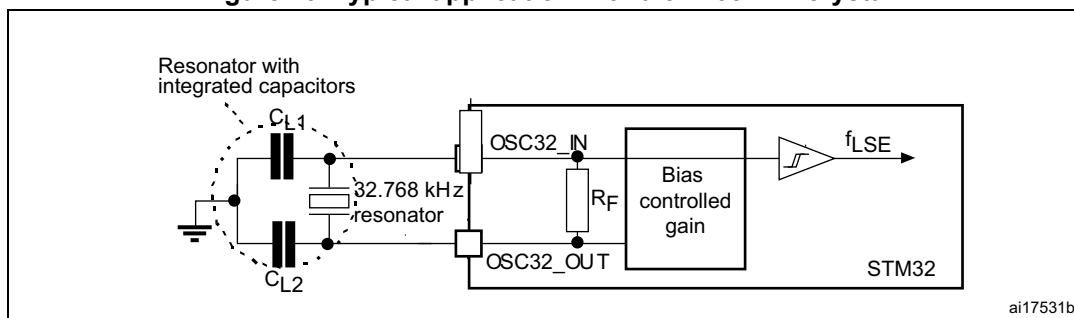 Resonator with
integrated capacitors
CL1
OSC32_IN
fLSE
32.768 kHz
resonator
RF
Bias
controlled
gain
OSC32_OUT
STM32
CL2
ai17531b